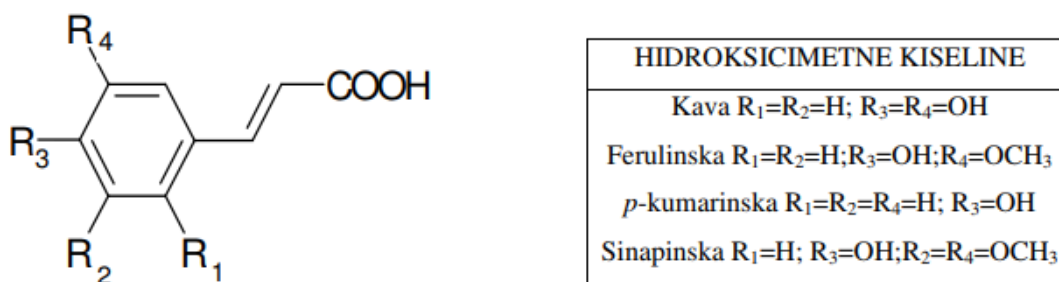 R₄
COOH
R₃
R₂
R₁
HIDROKSICIMETNE KISELINE
Kava R₁=R₂=H; R₃=R₄=OH
Ferulinska R₁=R₂=H;R₃=OH;R₄=OCH₃
p-kumarinska R₁=R₂=R₄=H; R₃=OH
Sinapinska R₁=H; R₃=OH;R₂=R₄=OCH₃